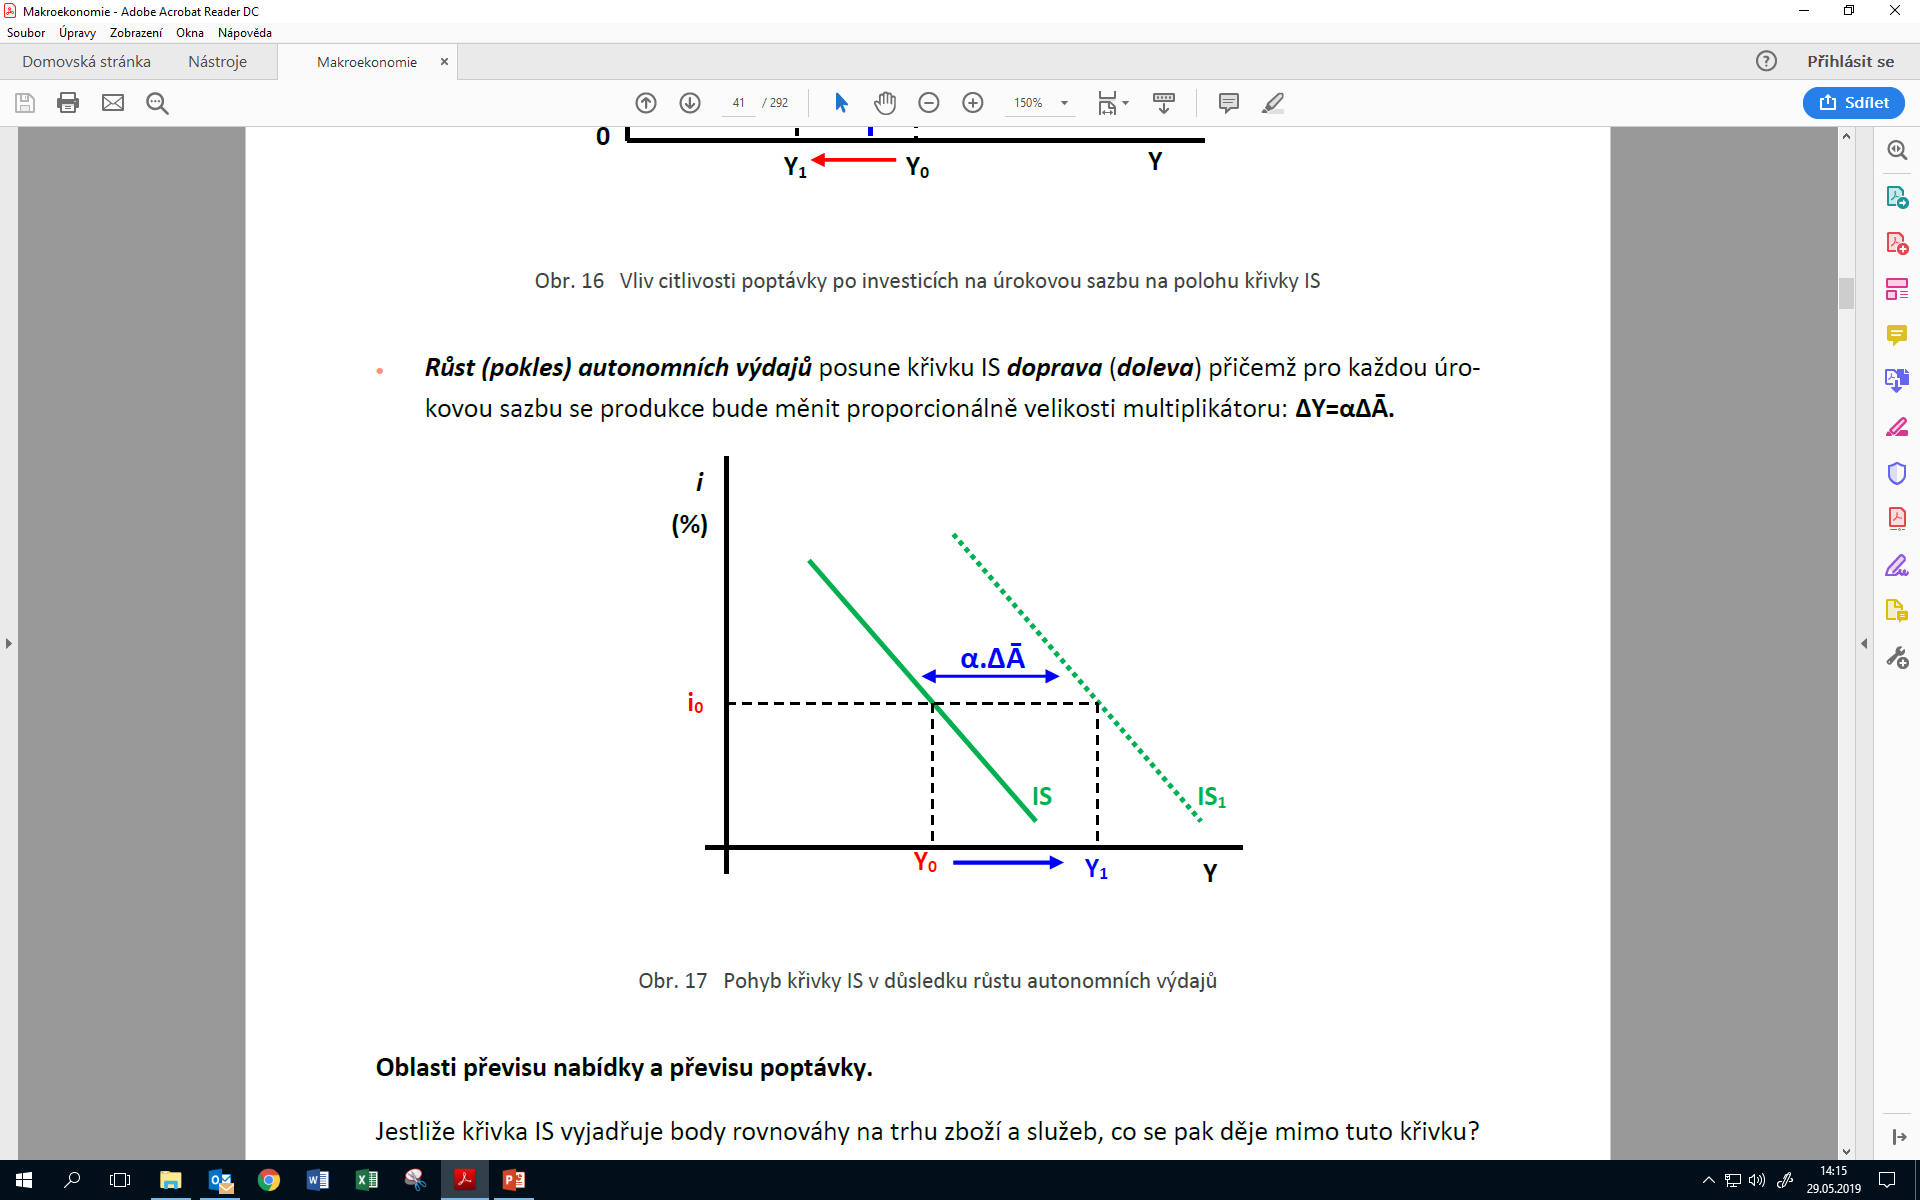 Makroekonomie - Adobe Acrobat Reader DC
Soubor Úpravy Zobrazení Okna Nápověda
Domovská stránka Nástroje Makroekonomie × Přihlásit se
41 / 292 150% Sdílet
0
Y₁ Y₀ Y
Obr. 16 Vliv citlivosti poptávky po investicích na úrokovou sazbu na polohu křivky IS
• Růst (pokles) autonomních výdajů posune křivku IS doprava (doleva) přičemž pro každou úro-
kovou sazbu se produkce bude měnit proporcionálně velikosti multiplikátoru: ΔY=αΔĀ.
i
(%)
α.ΔĀ
i₀
IS IS₁
Y₀ Y₁ Y
Obr. 17 Pohyb křivky IS v důsledku růstu autonomních výdajů
Oblasti převisu nabídky a převisu poptávky.
Jestliže křivka IS vyjadřuje body rovnováhy na trhu zboží a služeb, co se pak děje mimo tuto křivku?
14:15
29.05.2019